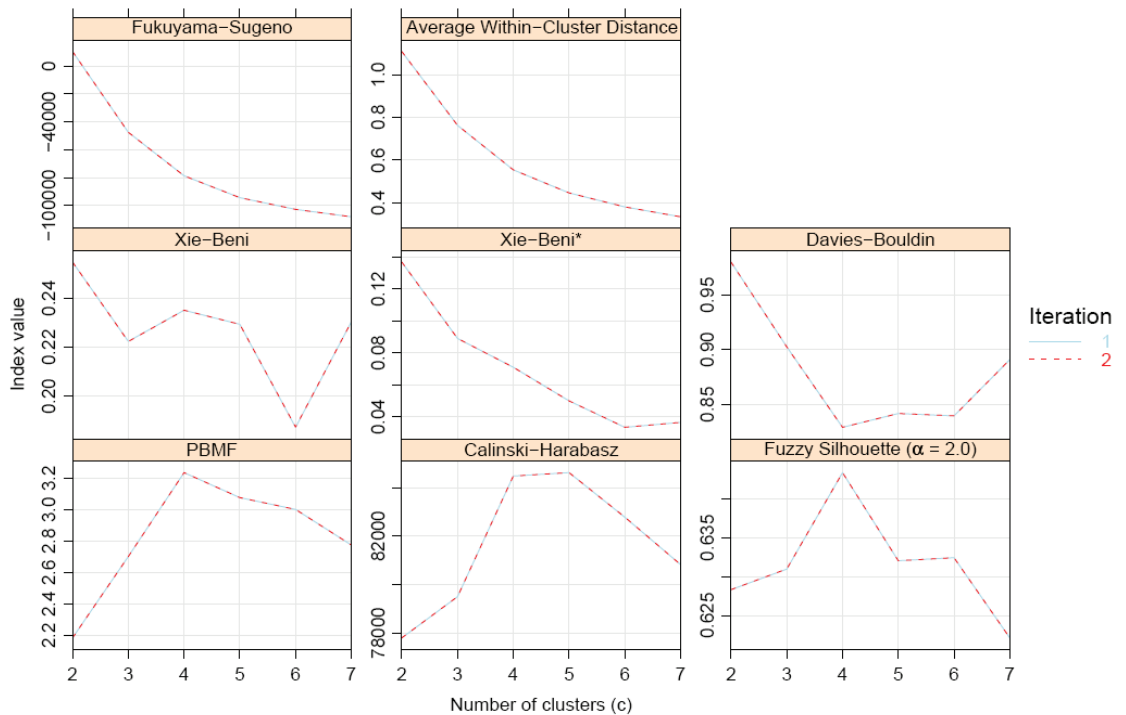 Fukuyama−Sugeno
Average Within−Cluster Distance
0
−40000
−100000
1.0
0.8
0.6
0.4
Xie−Beni
Xie−Beni*
Davies−Bouldin
Index value
0.24
0.22
0.20
0.12
0.08
0.04
0.95
0.90
0.85
Iteration
1
2
PBMF
Calinski−Harabasz
Fuzzy Silhouette (α = 2.0)
3.2
3.0
2.8
2.6
2.4
2.2
82000
78000
0.635
0.625
2 3 4 5 6 7
2 3 4 5 6 7
2 3 4 5 6 7
Number of clusters (c)